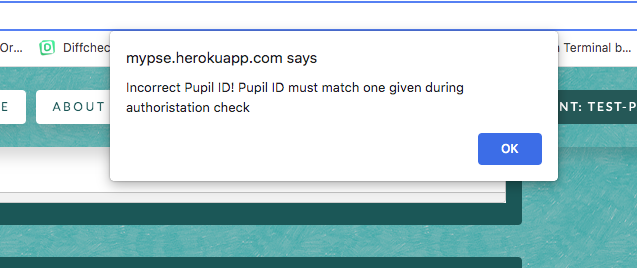 Or... Diffchec Terminal b...
mypse.herokuapp.com says
Incorrect Pupil ID! Pupil ID must match one given during
authoristation check
E ABOUT NT: TEST-P
OK